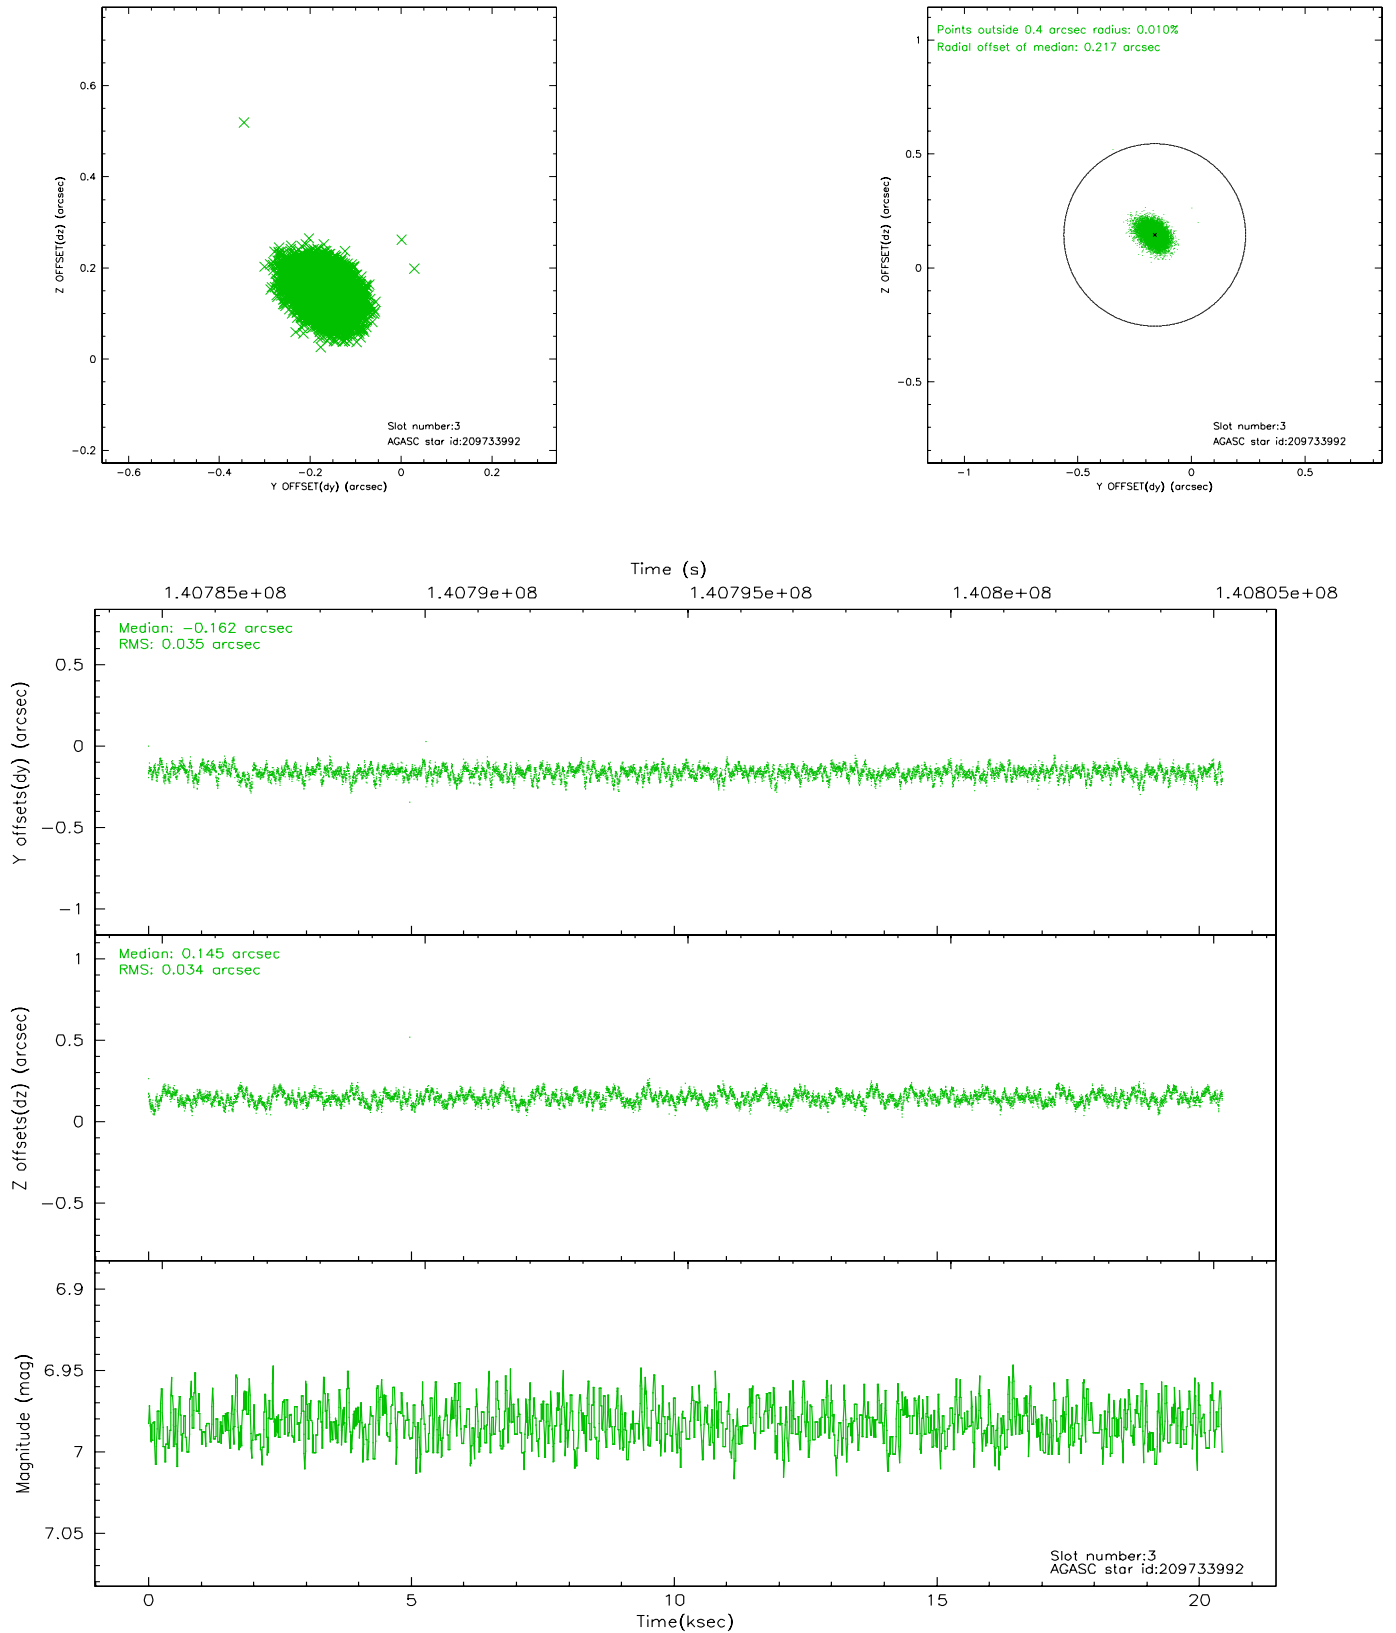 0.6
0.4
0.2
0
-0.2
Z OFFSET(dz) (arcsec)
-0.6
-0.4
-0.2
0
0.2
Y OFFSET(dy) (arcsec)
Slot number:3
AGASC star id:209733992
Points outside 0.4 arcsec radius: 0.010%
Radial offset of median: 0.217 arcsec
1
0.5
0
-0.5
Z OFFSET(dz) (arcsec)
-1
-0.5
0
0.5
Y OFFSET(dy) (arcsec)
Slot number:3
AGASC star id:209733992
Time (s)
1.40785e+08
1.4079e+08
1.40795e+08
1.408e+08
1.40805e+08
Median: -0.162 arcsec
RMS: 0.035 arcsec
0.5
0
-0.5
-1
Y offsets(dy) (arcsec)
Median: 0.145 arcsec
RMS: 0.034 arcsec
1
0.5
0
-0.5
Z offsets(dz) (arcsec)
6.9
6.95
7
7.05
Magnitude (mag)
Slot number:3
AGASC star id:209733992
0
5
10
15
20
Time(ksec)